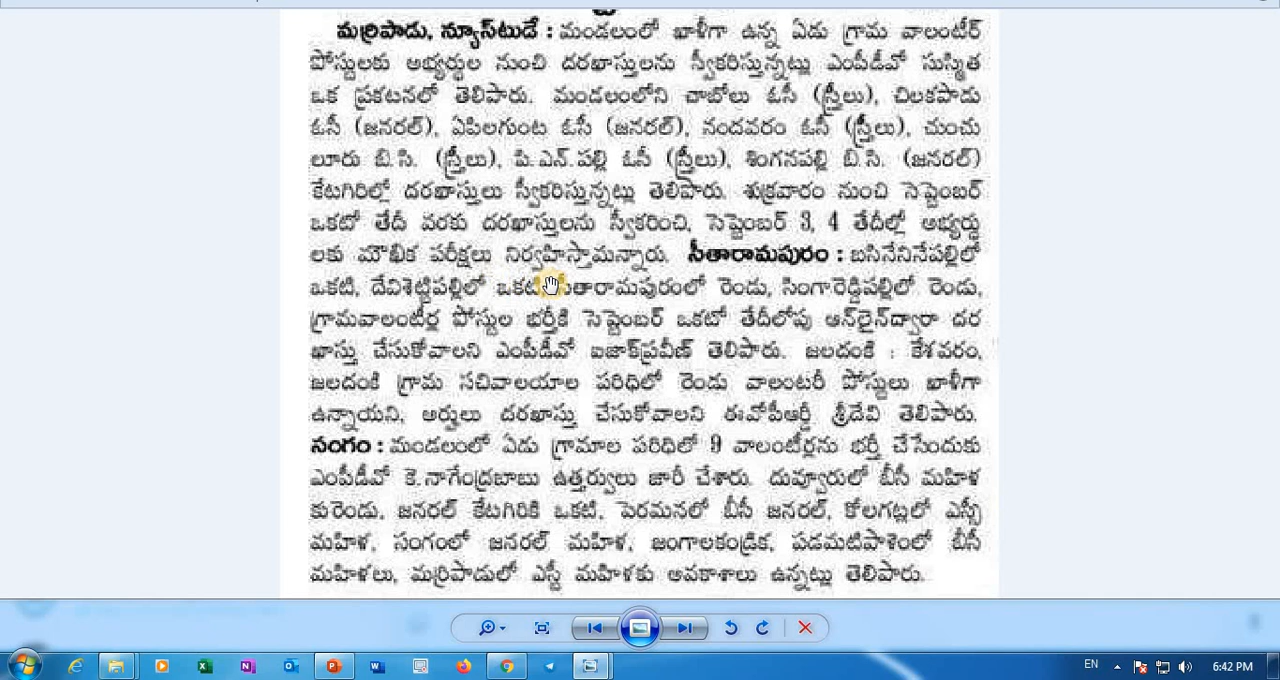 మర్రిపాడు, న్యూస్‌టుడే : మండలంలో ఖాళీగా ఉన్న ఏడు గ్రామ వాలంటీర్
పోస్టులకు అభ్యర్థుల నుంచి దరఖాస్తులను స్వీకరిస్తున్నట్లు ఎంపీడీవో సుస్మిత
ఒక ప్రకటనలో తెలిపారు. మండలంలోని చాబోలు ఓసీ (స్త్రీలు), చిలకపాడు
ఓసీ (జనరల్), ఏపిలగుంట ఓసీ (జనరల్), నందవరం ఓసీ (స్త్రీలు), చుంచు
లూరు బి.సి. (స్త్రీలు), పి.ఎన్.పల్లి ఓసీ (స్త్రీలు), శింగనపల్లి బి.సి. (జనరల్)
కేటగిరిల్లో దరఖాస్తులు స్వీకరిస్తున్నట్లు తెలిపారు. శుక్రవారం నుంచి సెప్టెంబర్
ఒకటో తేదీ వరకు దరఖాస్తులను స్వీకరించి, సెప్టెంబర్ 3, 4 తేదీల్లో అభ్యర్థు
లకు మౌఖిక పరీక్షలు నిర్వహిస్తామన్నారు. సీతారామపురం : బసినేనిపల్లిలో
ఒకటి, దేవిశెట్టిపల్లిలో ఒకటి, సీతారామపురంలో రెండు, సింగారెడ్డిపల్లిలో రెండు,
గ్రామవాలంటీర్ల పోస్టుల భర్తీకి సెప్టెంబర్ ఒకటో తేదీలోపు ఆన్‌లైన్‌ద్వారా దర
ఖాస్తు చేసుకోవాలని ఎంపీడీవో ఐజాక్‌ప్రవీణ్ తెలిపారు. జలదంకి : కేశవరం,
జలదంకి గ్రామ సచివాలయాల పరిధిలో రెండు వాలంటరీ పోస్టులు ఖాళీగా
ఉన్నాయని, అర్హులు దరఖాస్తు చేసుకోవాలని ఈవోపీఆర్డీ శ్రీదేవి తెలిపారు.
సంగం : మండలంలో ఏడు గ్రామాల పరిధిలో 9 వాలంటీర్లను భర్తీ చేసేందుకు
ఎంపీడీవో కె.నాగేంద్రబాబు ఉత్తర్వులు జారీ చేశారు. దువ్వూరులో బీసీ మహిళ
కురెండు, జనరల్ కేటగిరికి ఒకటి, పెరమనలో బీసీ జనరల్, కోలగట్లలో ఎస్సీ
మహిళ, సంగంలో జనరల్ మహిళ, జంగాలకండ్రిక, పడమటిపాళెంలో బీసీ
మహిళలు, మర్రిపాడులో ఎస్టీ మహిళకు అవకాశాలు ఉన్నట్లు తెలిపారు.
EN 6:42 PM